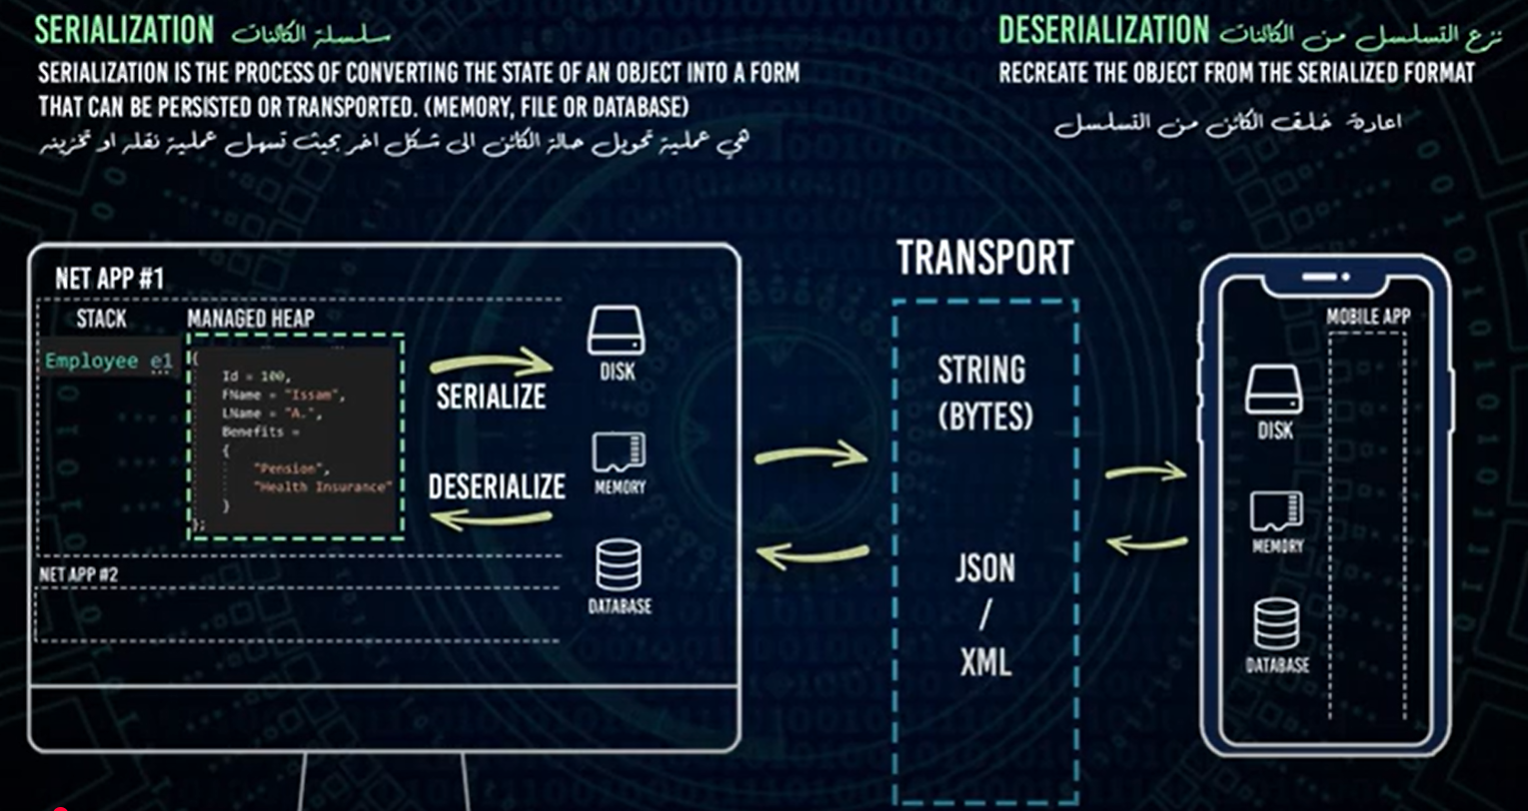 SERIALIZATION سلسلة الكائنات
SERIALIZATION IS THE PROCESS OF CONVERTING THE STATE OF AN OBJECT INTO A FORM
THAT CAN BE PERSISTED OR TRANSPORTED. (MEMORY, FILE OR DATABASE)
هي عملية تحويل حالة الكائن الى شكل اخر بحيث تسهل عملية نقله او تخزينه
DESERIALIZATION نزع التسلسل من الكائنات
RECREATE THE OBJECT FROM THE SERIALIZED FORMAT
اعادة خلق الكائن من التسلسل
NET APP #1
STACK
Employee e1
MANAGED HEAP
{
Id = 100,
FName = "Issam",
LName = "A.",
Benefits =
{
"Pension",
"Health Insurance"
}
};
SERIALIZE
DESERIALIZE
DISK
MEMORY
DATABASE
NET APP #2
TRANSPORT
STRING
(BYTES)
JSON
/
XML
MOBILE APP
DISK
MEMORY
DATABASE